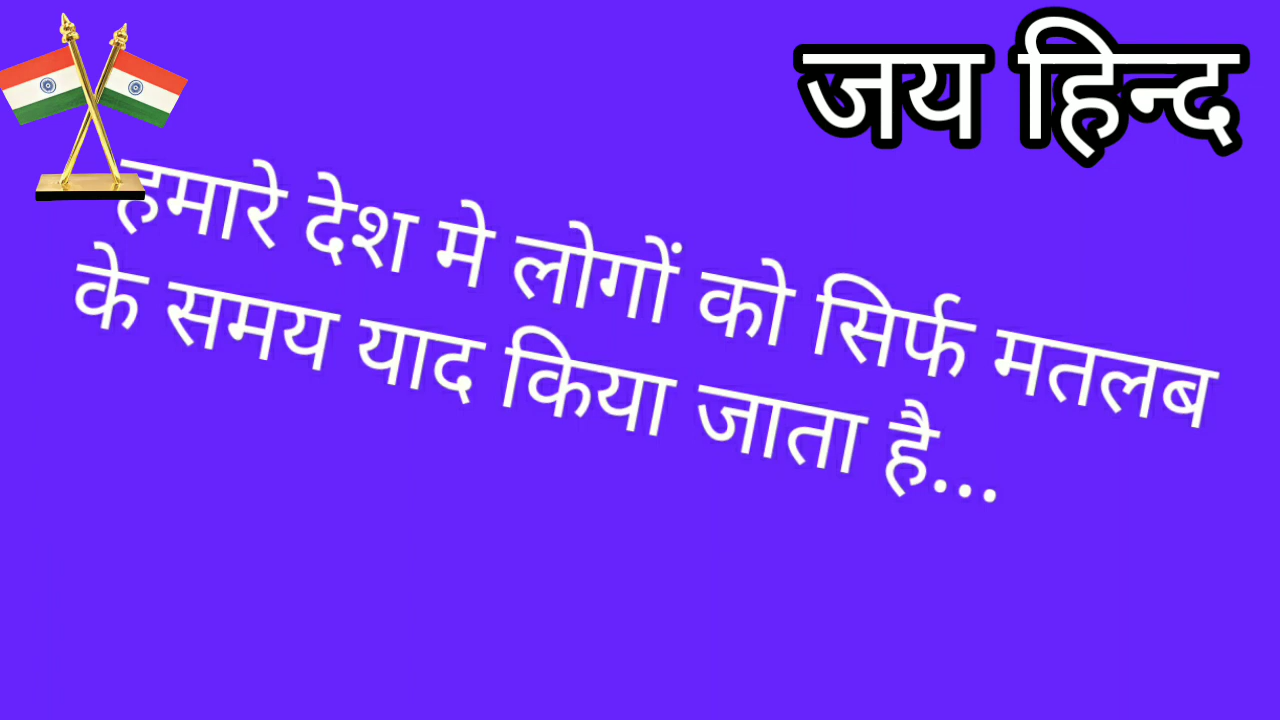 जय हिन्द
हमारे देश मे लोगों को सिर्फ मतलब
के समय याद किया जाता है...